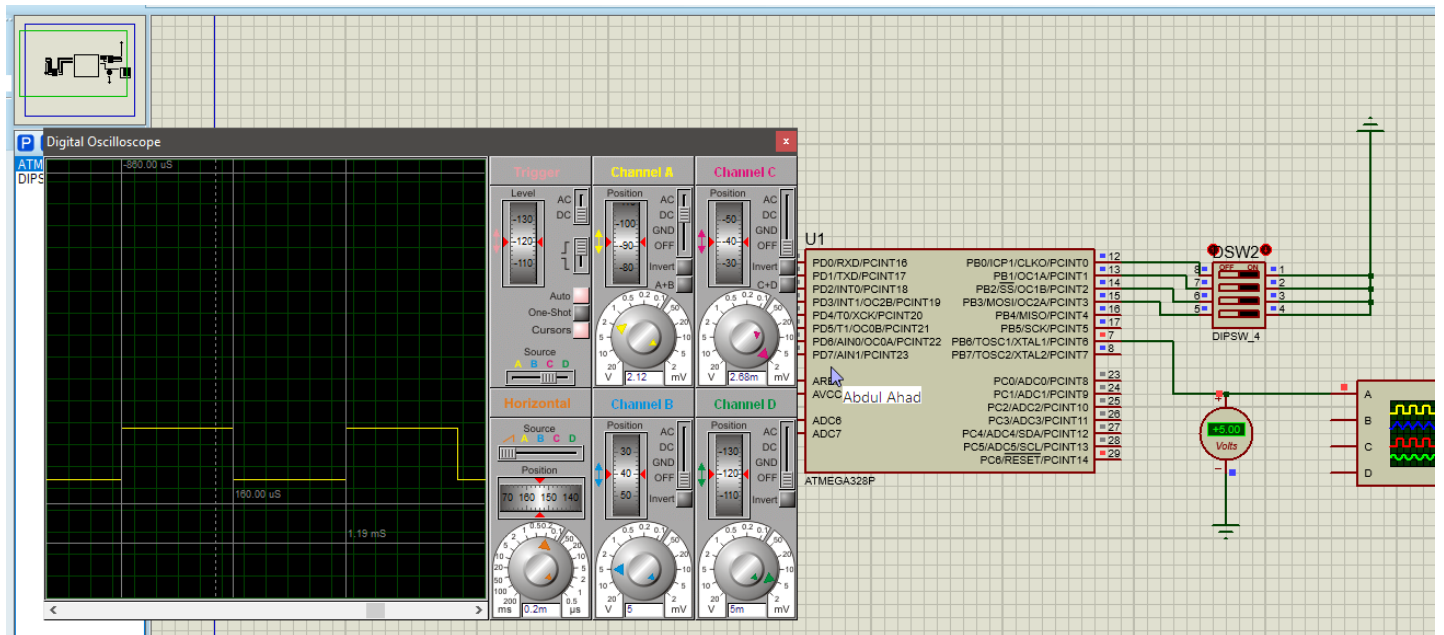 P
ATM
DIPS
Digital Oscilloscope
x
-860.00 uS
160.00 uS
1.19 mS
Trigger
Level
AC
DC
-130
-120
-110
Auto
One-Shot
Cursors
Source
A B C D
Channel A
Position
AC
DC
GND
OFF
-100
-90
-80
Invert
A+B
V
2.12
mV
Channel C
Position
AC
DC
GND
OFF
-50
-40
-30
Invert
C+D
V
2.68m
mV
Horizontal
Source
A B C D
Position
70 160 150 140
ms
0.2m
µs
Channel B
Position
AC
DC
GND
OFF
30
40
50
Invert
V
5
mV
Channel D
Position
AC
DC
GND
OFF
-130
-120
-110
Invert
V
5m
mV
U1
PD0/RXD/PCINT16
PD1/TXD/PCINT17
PD2/INT0/PCINT18
PD3/INT1/OC2B/PCINT19
PD4/T0/XCK/PCINT20
PD5/T1/OC0B/PCINT21
PD6/AIN0/OC0A/PCINT22
PD7/AIN1/PCINT23
AVCC
ADC6
ADC7
Abdul Ahad
PB0/ICP1/CLKO/PCINT0 12
PB1/OC1A/PCINT1 13
PB2/SS/OC1B/PCINT2 14
PB3/MOSI/OC2A/PCINT3 15
PB4/MISO/PCINT4 16
PB5/SCK/PCINT5 17
PB6/TOSC1/XTAL1/PCINT6 7
PB7/TOSC2/XTAL2/PCINT7 8
PC0/ADC0/PCINT8 23
PC1/ADC1/PCINT9 24
PC2/ADC2/PCINT10 25
PC3/ADC3/PCINT11 26
PC4/ADC4/SDA/PCINT12 27
PC5/ADC5/SCL/PCINT13 28
PC6/RESET/PCINT14 29
ATMEGA328P
DSW2
OFF ON
8 1
7 2
6 3
5 4
DIPSW_4
+5.00
Volts
A
B
C
D